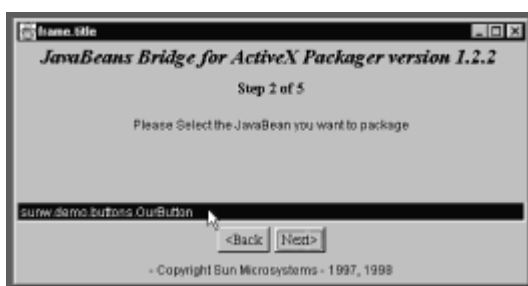 frame.title
JavaBeans Bridge for ActiveX Packager version 1.2.2
Step 2 of 5
Please Select the JavaBean you want to package
sunw.demo.buttons.OurButton
<Back Next>
- Copyright Sun Microsystems - 1997, 1998